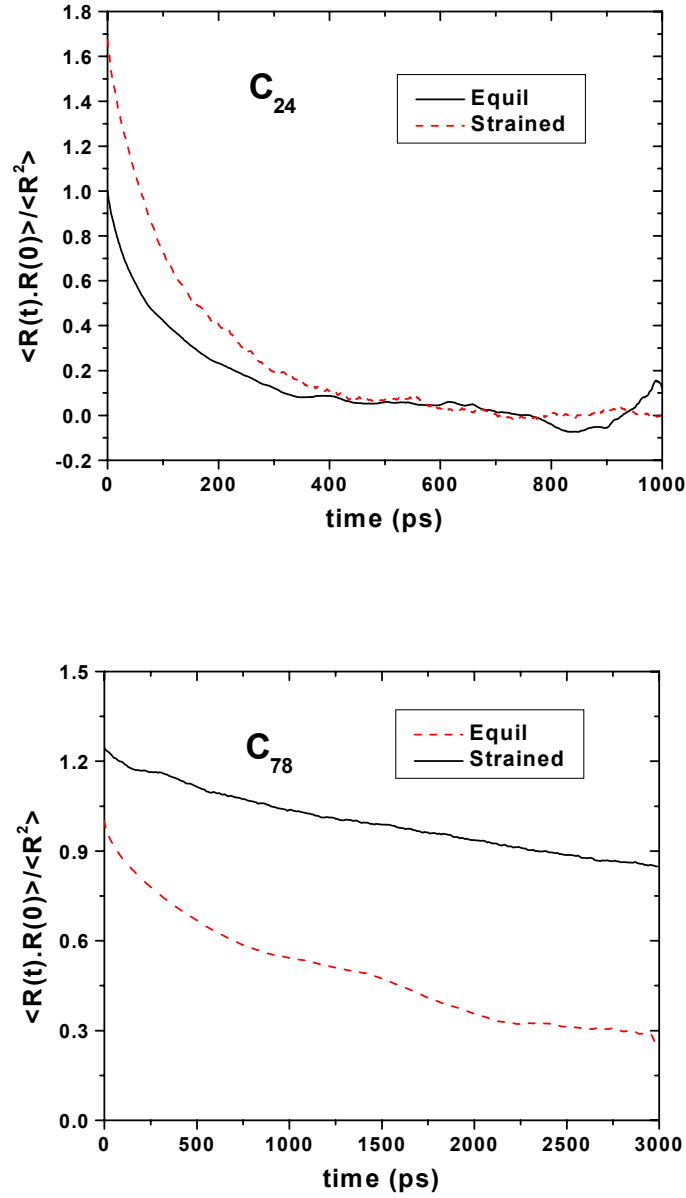 1.8
1.6
1.4
1.2
1.0
0.8
0.6
0.4
0.2
0.0
-0.2
<R(t).R(0)>/<R²>
C₂₄
Equil
Strained
0 200 400 600 800 1000
time (ps)
1.5
1.2
0.9
0.6
0.3
0.0
<R(t).R(0)>/<R²>
C₇₈
Equil
Strained
0 500 1000 1500 2000 2500 3000
time (ps)